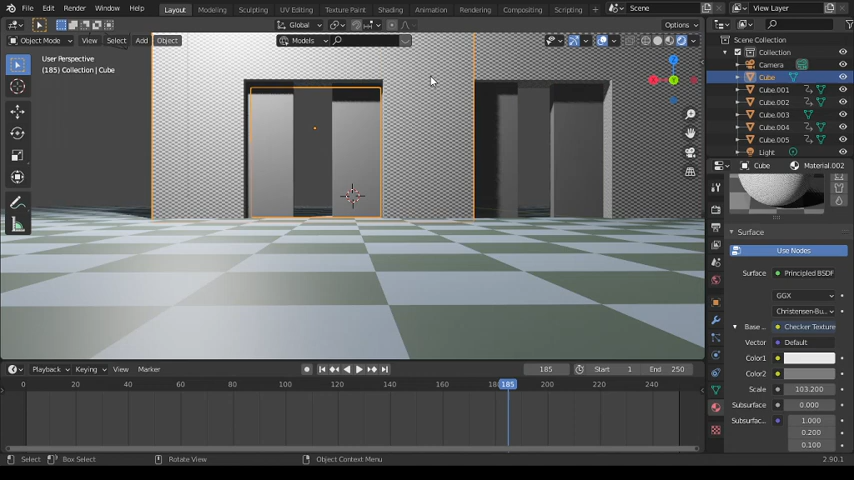 File Edit Render Window Help Layout Modeling Sculpting UV Editing Texture Paint Shading Animation Rendering Compositing Scripting Scene View Layer
Global Options
Object Mode View Select Add Object Models
User Perspective
(185) Collection | Cube
Scene Collection
Collection
Camera
Cube
Cube.001
Cube.002
Cube.003
Cube.004
Cube.005
Light
Cube Material.002
Surface
Use Nodes
Surface Principled BSDF
GGX
Christensen-Bu...
Base ... Checker Texture
Vector Default
Color1
Color2
Scale 103.200
Subsurface 0.000
Subsurfac.. 1.000
0.200
0.100
Playback Keying View Marker 185 Start 1 End 250
0 20 40 60 80 100 120 140 160 185 200 220 240
Select Box Select Rotate View Object Context Menu 2.90.1